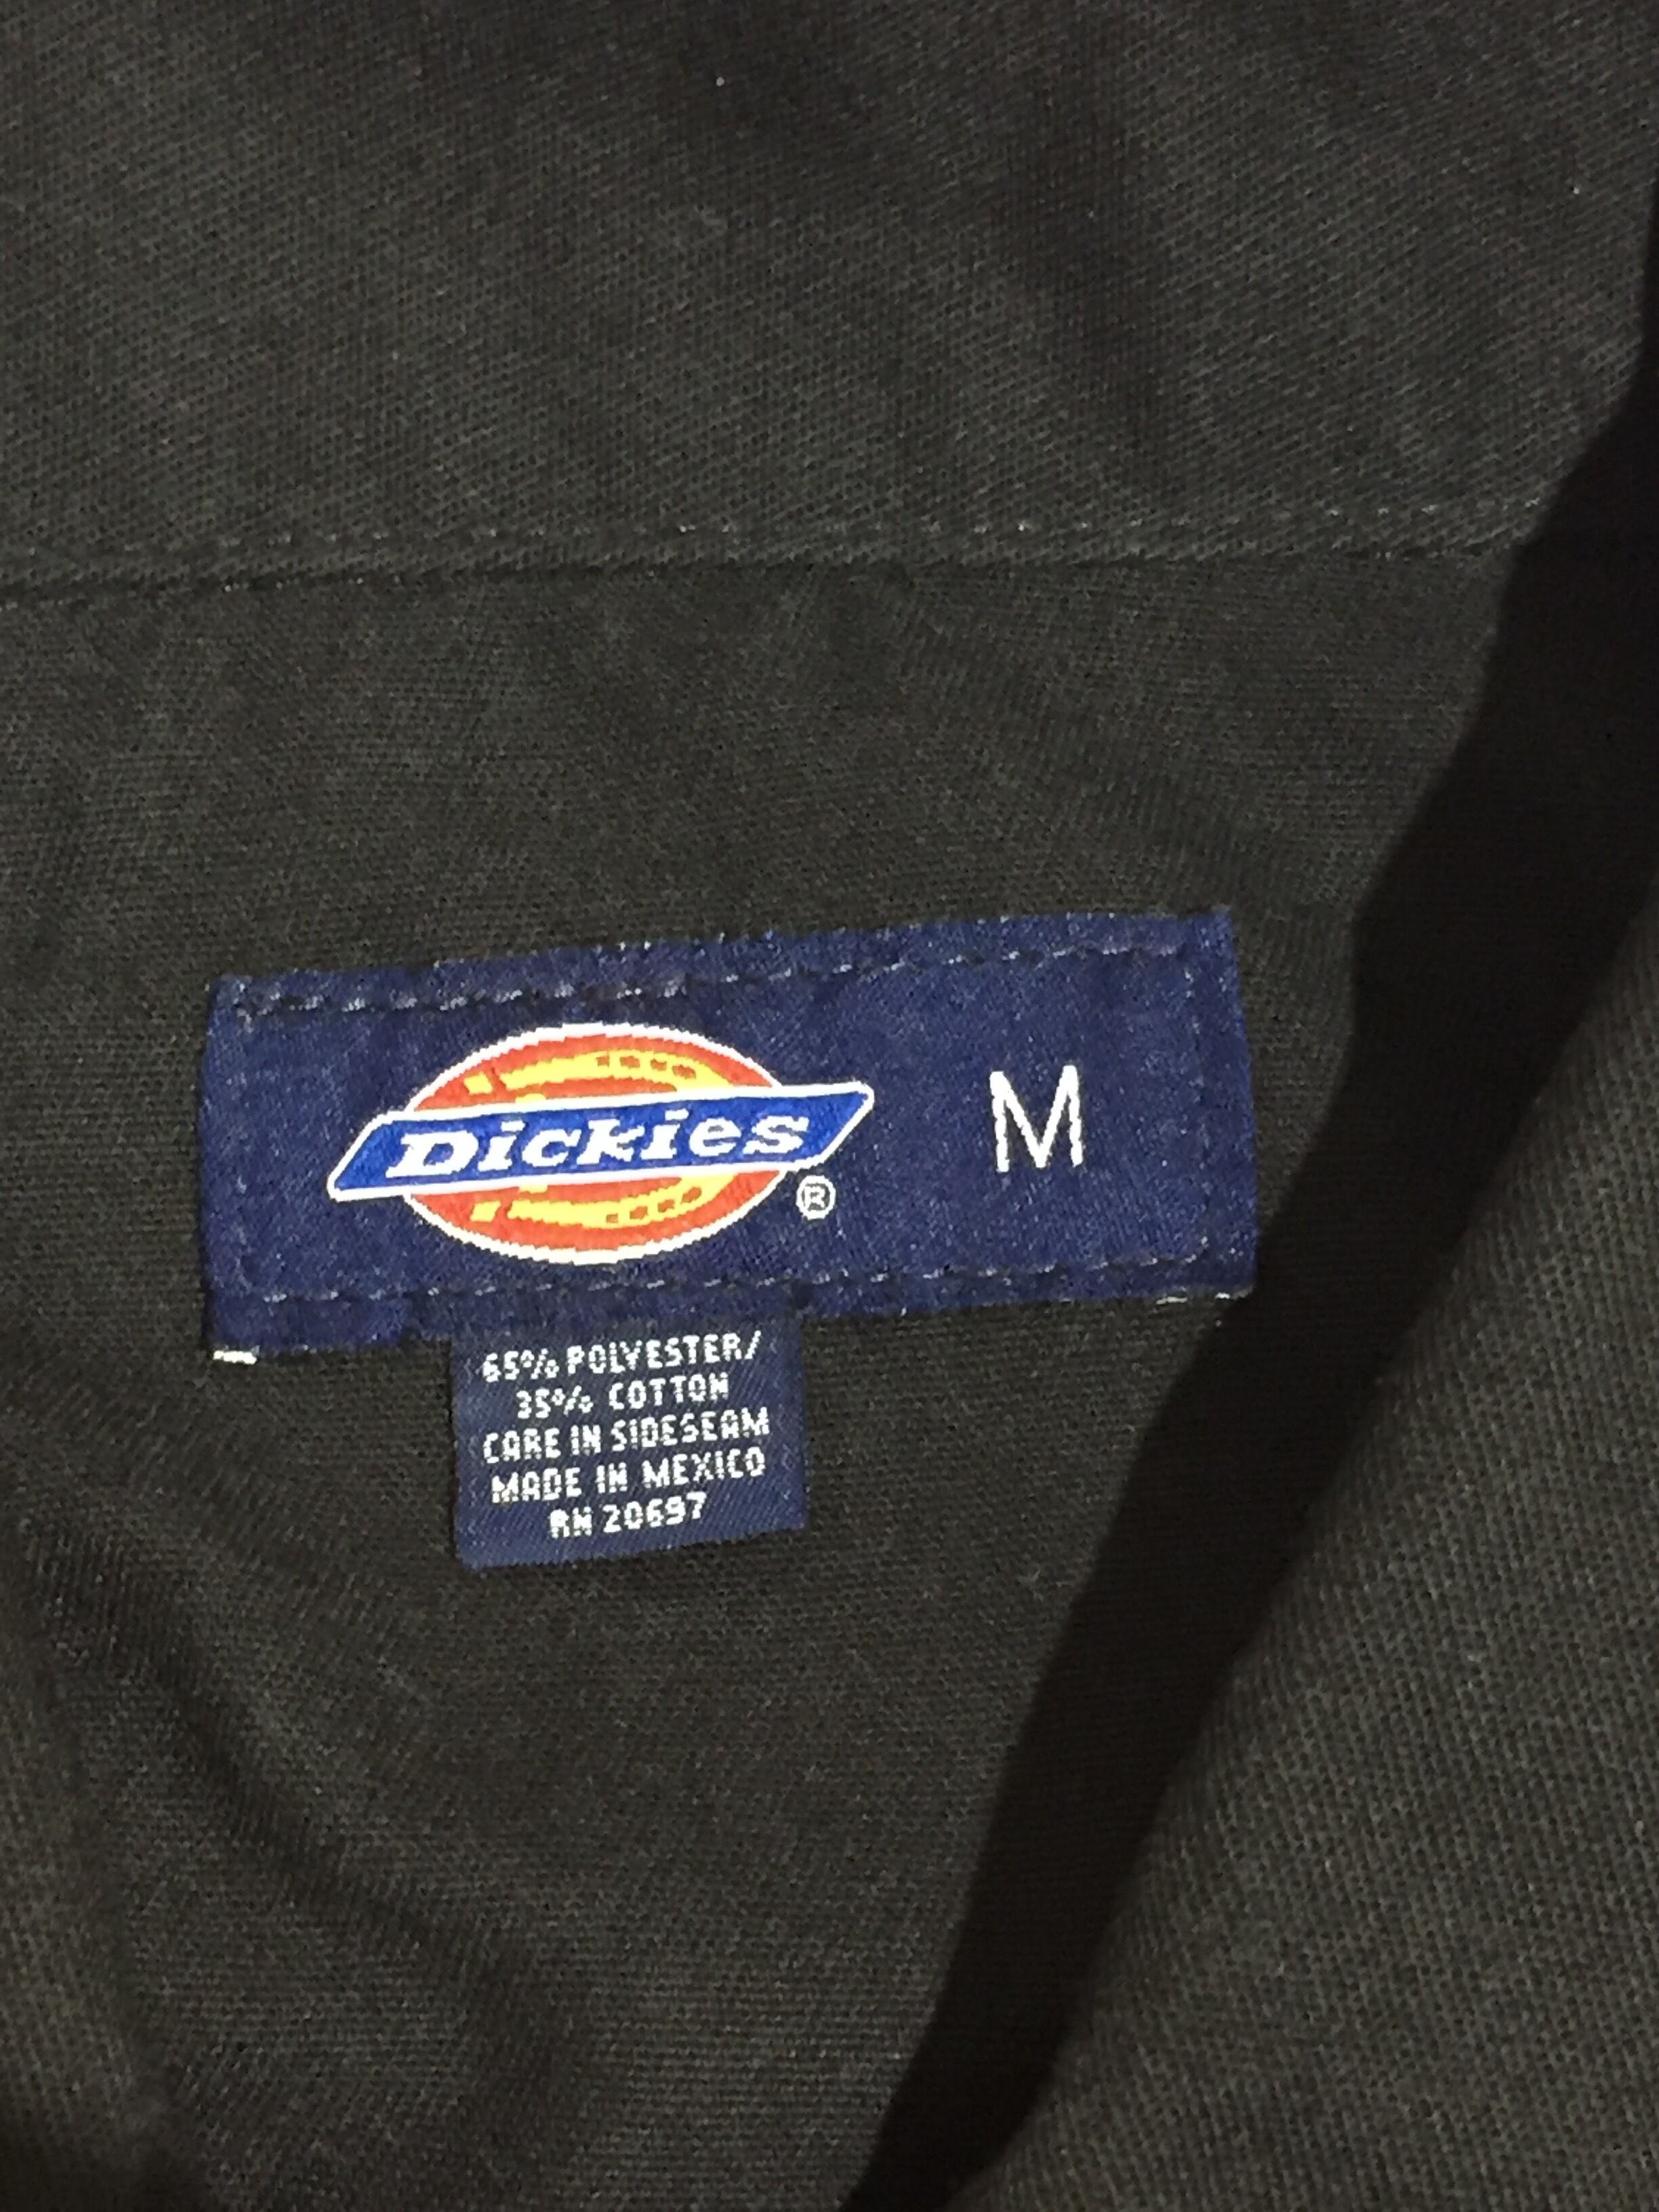 Dickies ® M
65% POLYESTER/
35% COTTON
CARE IN SIDESEAM
MADE IN MEXICO
RN 20697